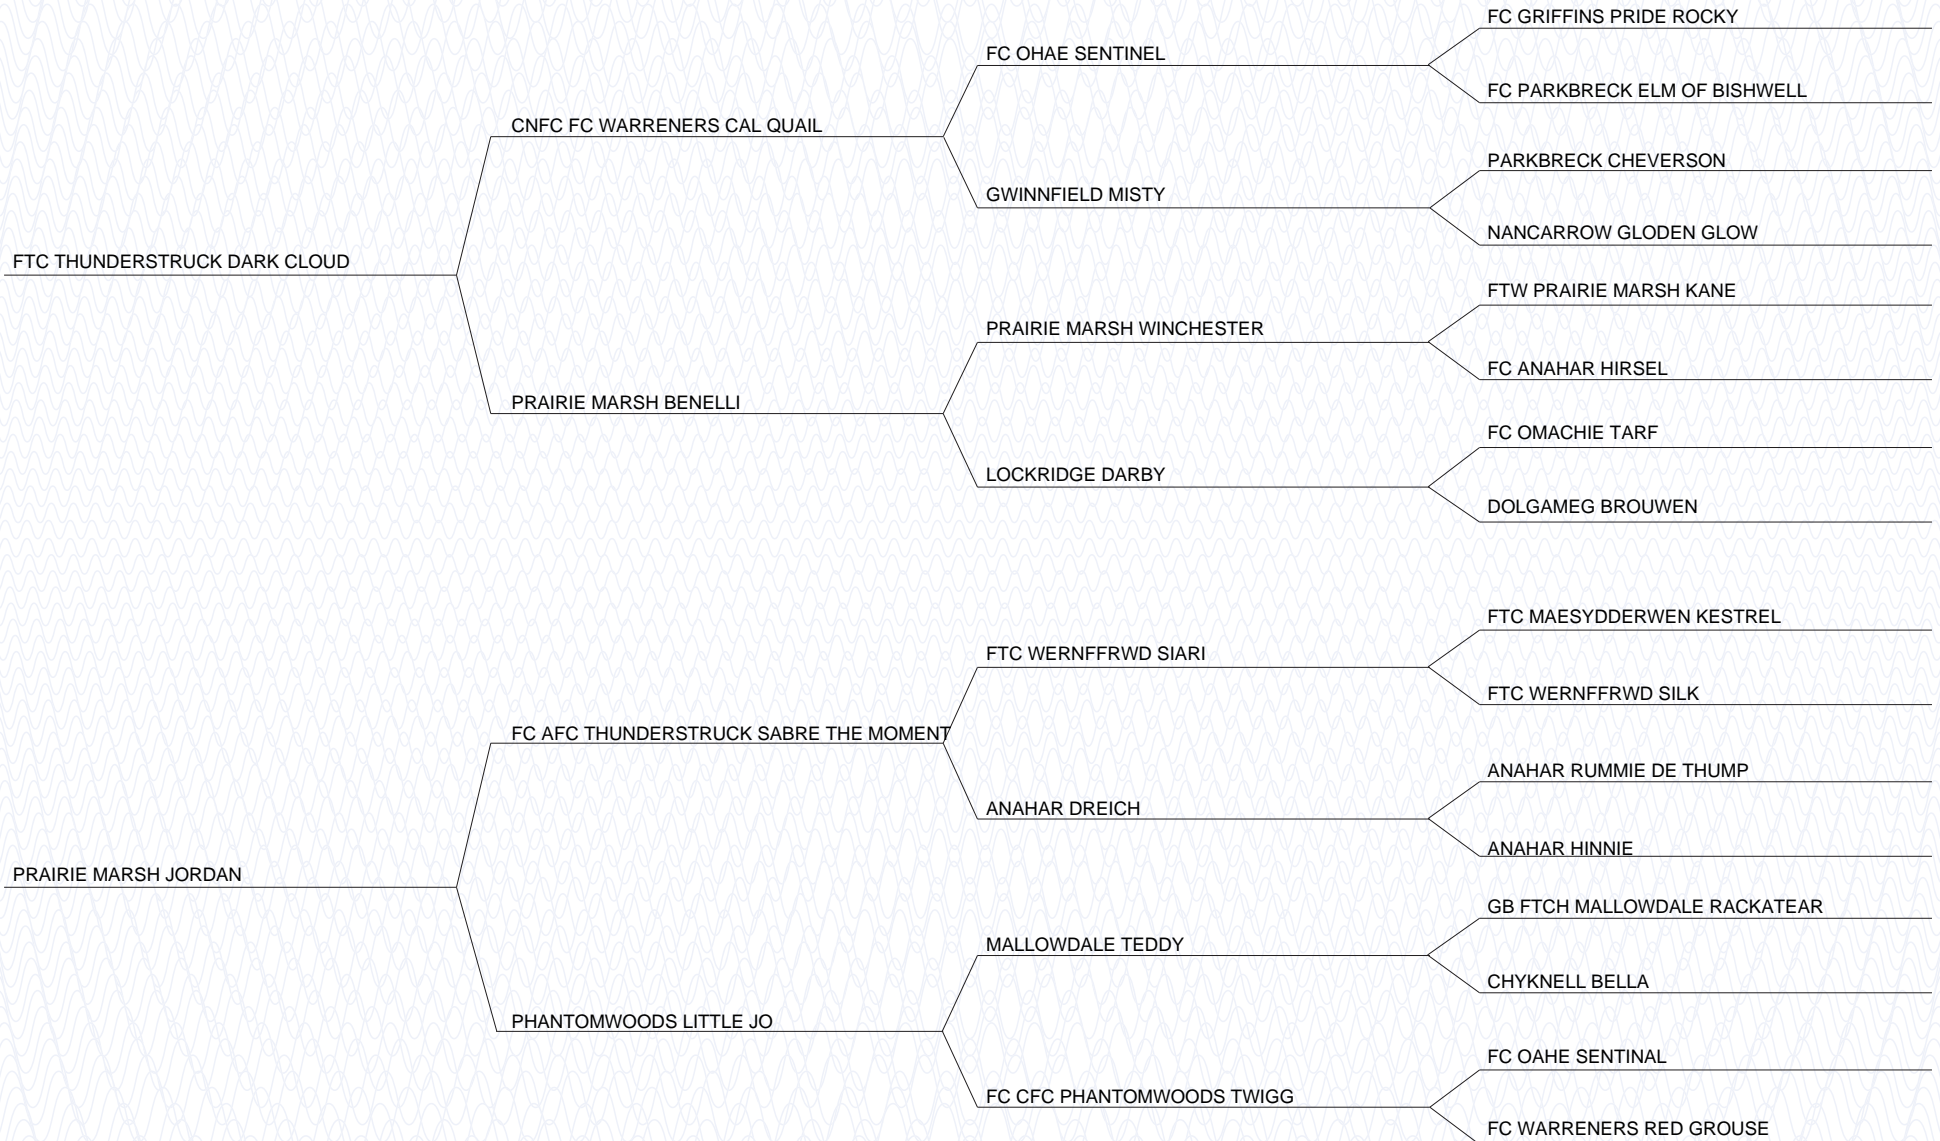 FC GRIFFINS PRIDE ROCKY
FC OHAE SENTINEL
FC PARKBRECK ELM OF BISHWELL
CNFC FC WARRENERS CAL QUAIL
PARKBRECK CHEVERSON
GWINNFIELD MISTY
NANCARROW GLODEN GLOW
FTC THUNDERSTRUCK DARK CLOUD
FTW PRAIRIE MARSH KANE
PRAIRIE MARSH WINCHESTER
FC ANAHAR HIRSEL
PRAIRIE MARSH BENELLI
FC OMACHIE TARF
LOCKRIDGE DARBY
DOLGAMEG BROUWEN
FTC MAESYDDERWEN KESTREL
FTC WERNFFRWD SIARI
FTC WERNFFRWD SILK
FC AFC THUNDERSTRUCK SABRE THE MOMENT
ANAHAR RUMMIE DE THUMP
ANAHAR DREICH
ANAHAR HINNIE
PRAIRIE MARSH JORDAN
GB FTCH MALLOWDALE RACKATEAR
MALLOWDALE TEDDY
CHYKNELL BELLA
PHANTOMWOODS LITTLE JO
FC OAHE SENTINAL
FC CFC PHANTOMWOODS TWIGG
FC WARRENERS RED GROUSE